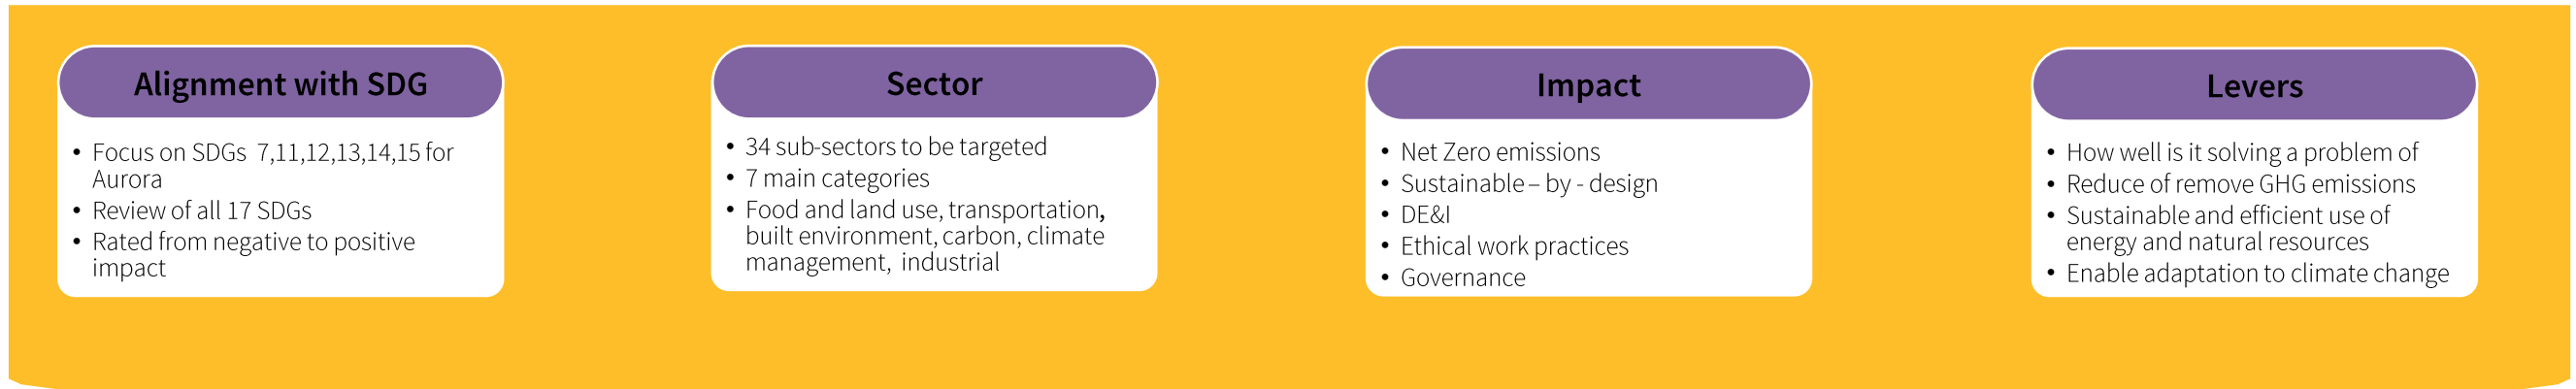 Alignment with SDG
• Focus on SDGs 7,11,12,13,14,15 for
Aurora
• Review of all 17 SDGs
• Rated from negative to positive
impact
Sector
• 34 sub-sectors to be targeted
• 7 main categories
• Food and land use, transportation,
built environment, carbon, climate
management, industrial
Impact
• Net Zero emissions
• Sustainable – by - design
• DE&I
• Ethical work practices
• Governance
Levers
• How well is it solving a problem of
• Reduce of remove GHG emissions
• Sustainable and efficient use of
energy and natural resources
• Enable adaptation to climate change